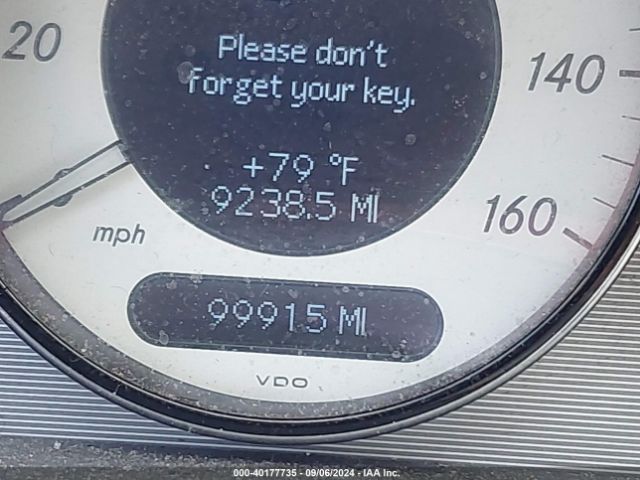 20
Please don't
forget your key.
140
+79 °F
9238.5 MI
160
mph
99915 MI
VDO
000-40177735 - 09/06/2024 - IAA Inc.